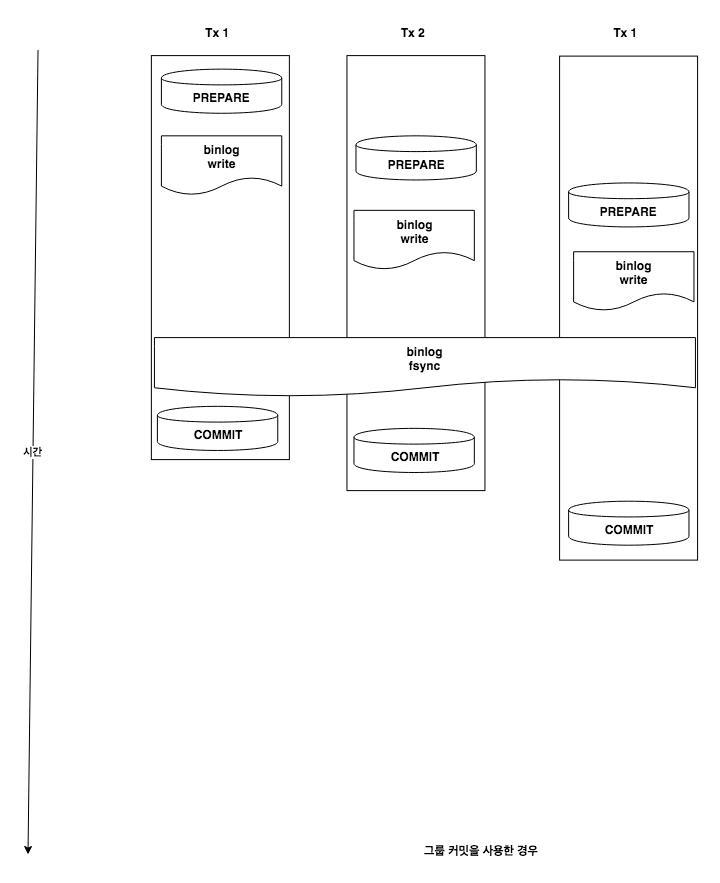 Tx 1
Tx 2
Tx 1
PREPARE
binlog
write
PREPARE
binlog
write
PREPARE
binlog
write
binlog
fsync
COMMIT
COMMIT
COMMIT
시간
그룹 커밋을 사용한 경우